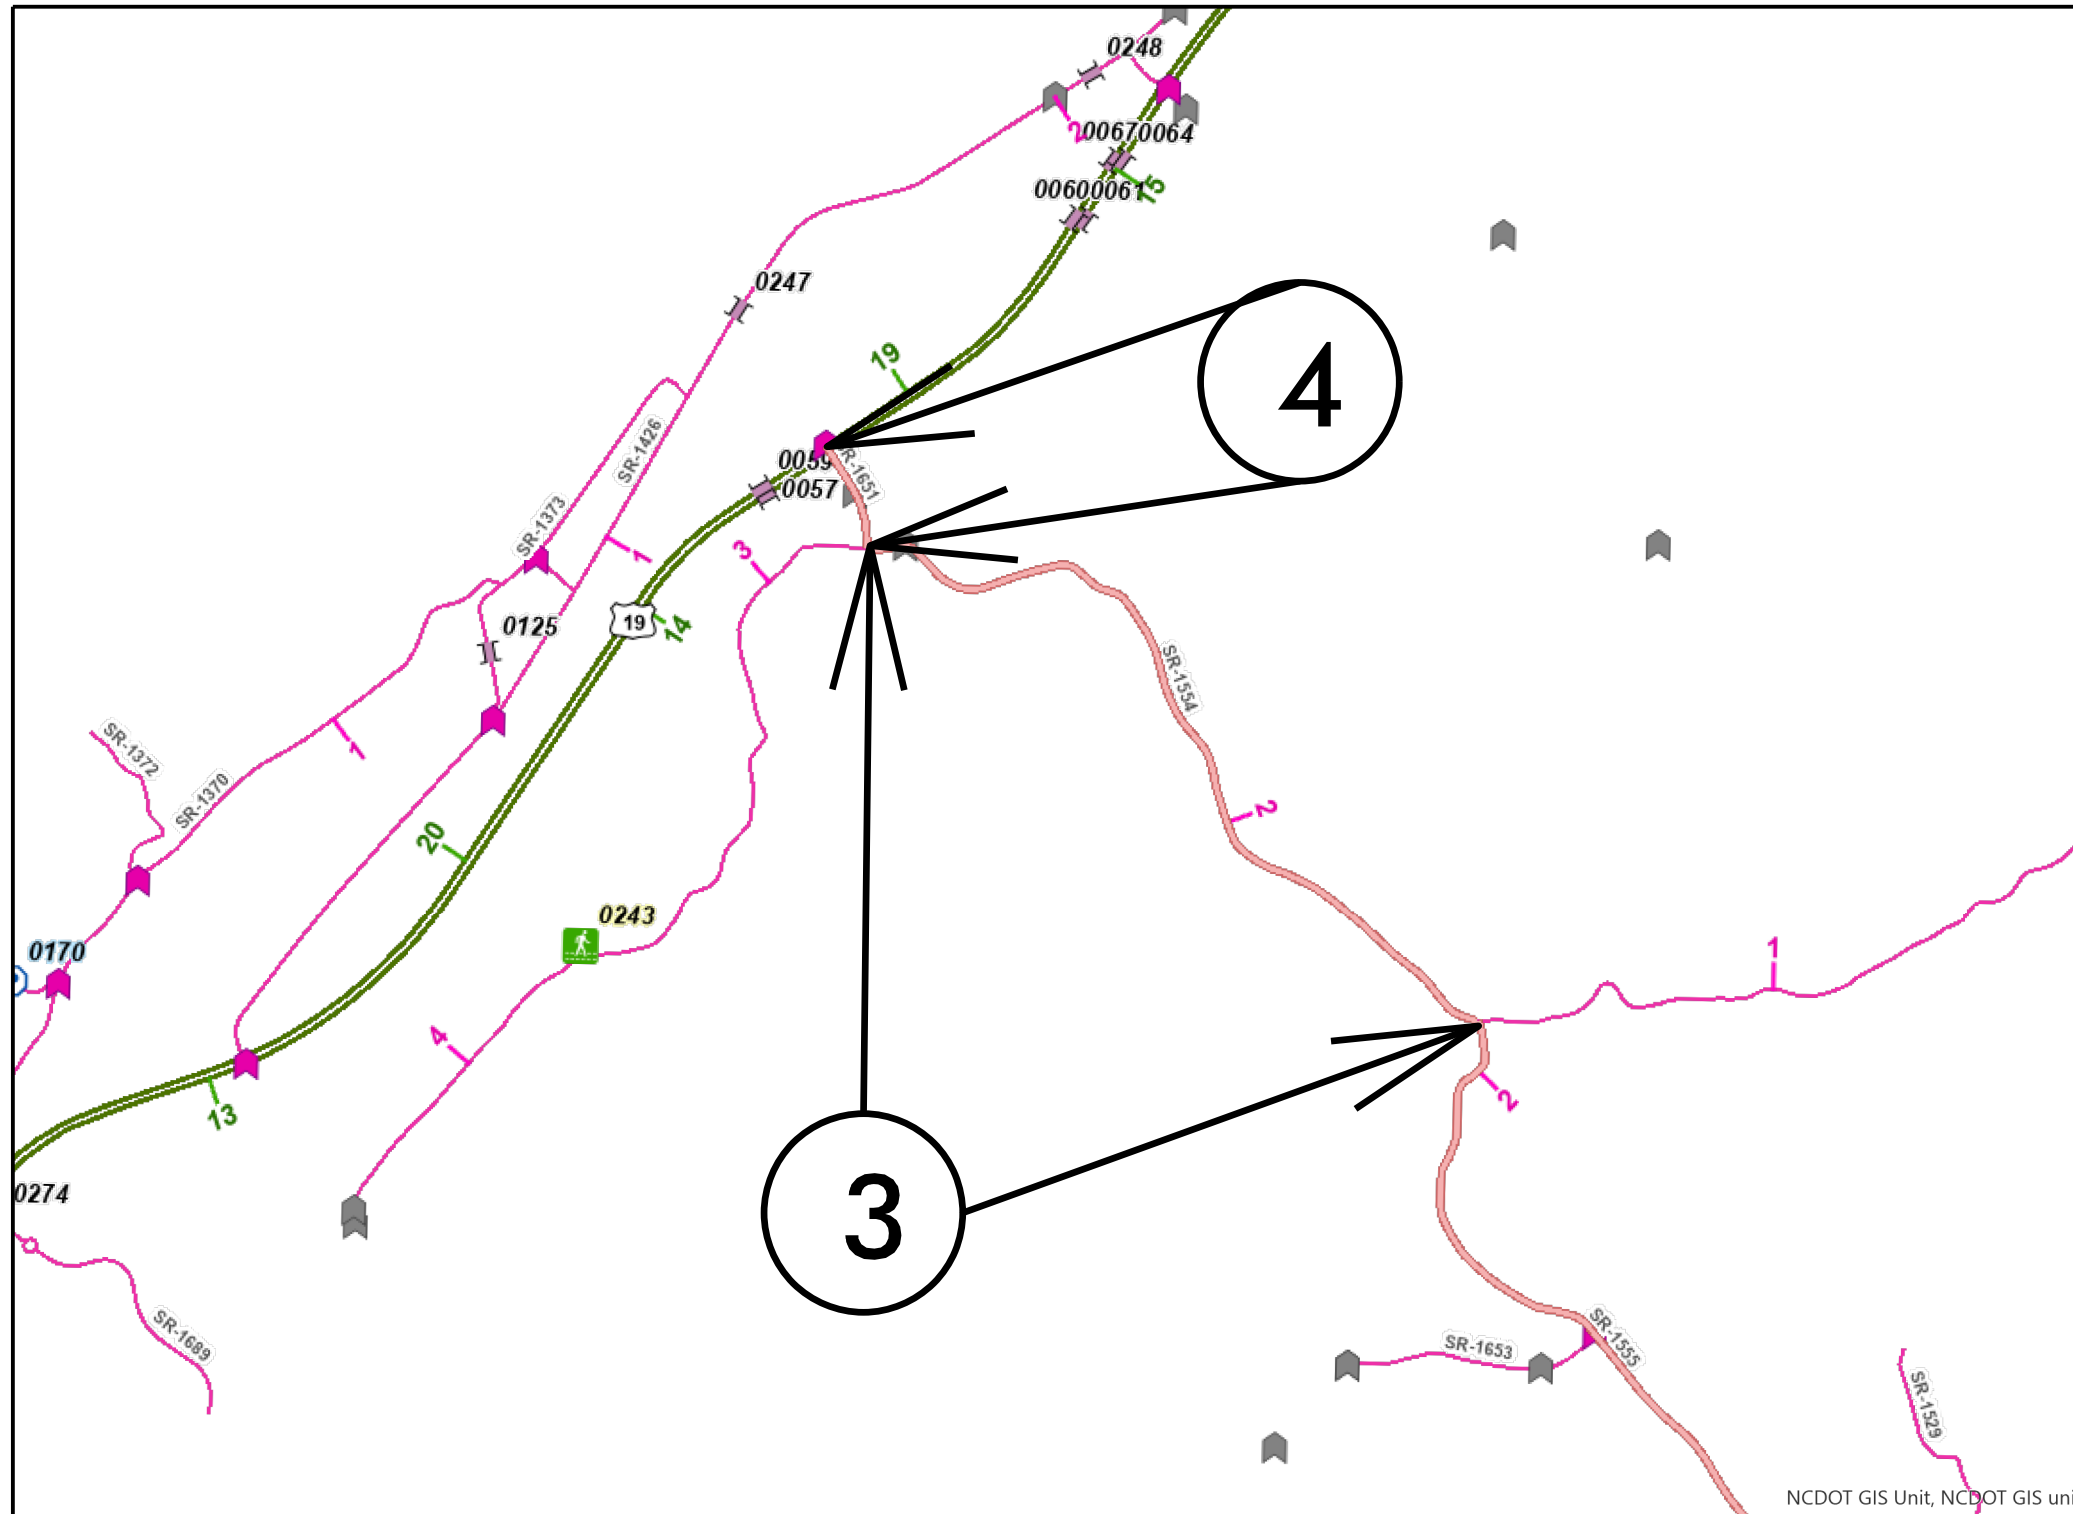 0248
2
00670064
15
00600061
0247
19
4
SR-1426
0059
SR-1651
0057
SR-1373
1
3
0125
19
14
SR-1554
SR-1372
1
SR-1370
2
20
0243
0170
1
4
2
13
0274
3
SR-1689
SR-1653
SR-1555
SR-1529
NCDOT GIS Unit, NCDOT GIS uni